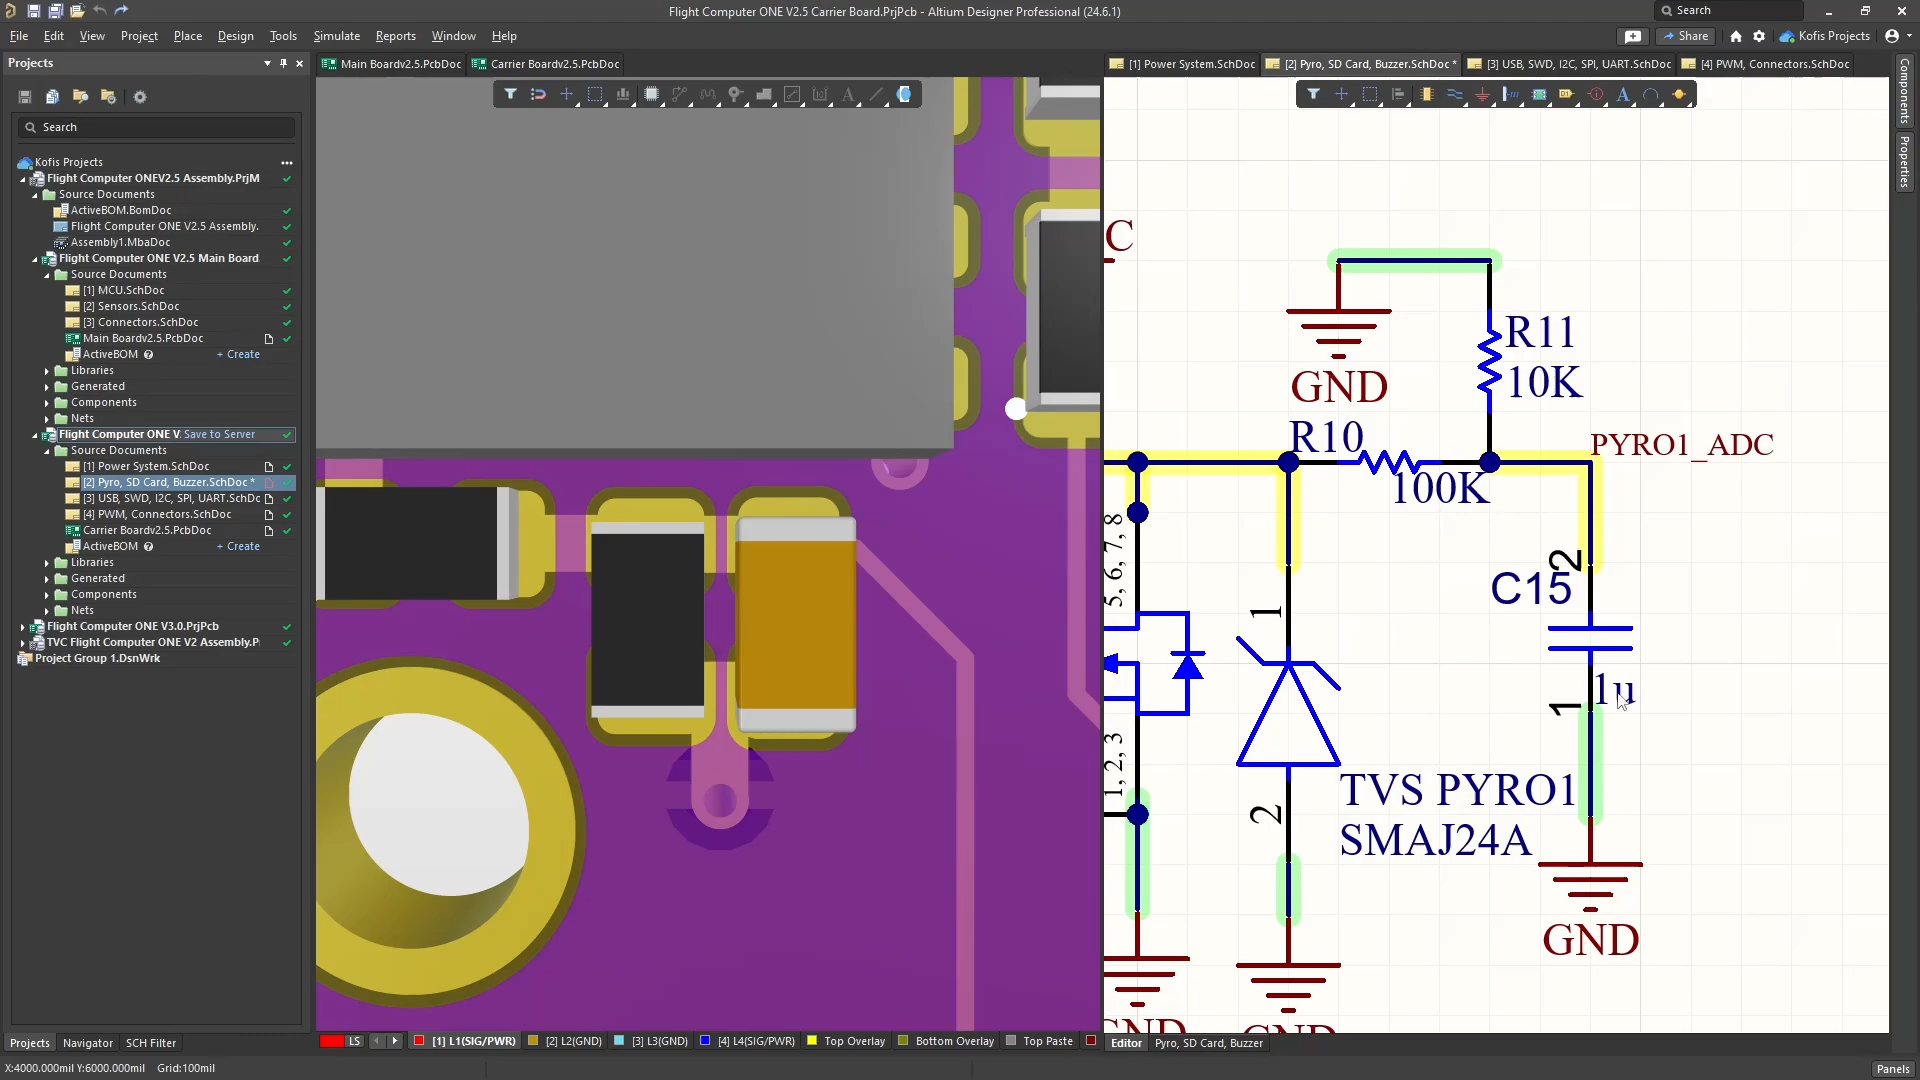 Flight Computer ONE V2.5 Carrier Board.PrjPcb - Altium Designer Professional (24.6.1)
Search
File Edit View Project Place Design Tools Simulate Reports Window Help
Share
Kofis Projects
Projects
Main Boardv2.5.PcbDoc
Carrier Boardv2.5.PcbDoc
[1] Power System.SchDoc
[2] Pyro, SD Card, Buzzer.SchDoc *
[3] USB, SWD, I2C, SPI, UART.SchDoc
[4] PWM, Connectors.SchDoc
Components
Properties
Search
Kofis Projects
Flight Computer ONEV2.5 Assembly.PrjM
Source Documents
ActiveBOM.BomDoc
Flight Computer ONE V2.5 Assembly.
Assembly1.MbaDoc
Flight Computer ONE V2.5 Main Board
Source Documents
[1] MCU.SchDoc
[2] Sensors.SchDoc
[3] Connectors.SchDoc
Main Boardv2.5.PcbDoc
ActiveBOM + Create
Libraries
Generated
Components
Nets
Flight Computer ONE V. Save to Server
Source Documents
[1] Power System.SchDoc
[2] Pyro, SD Card, Buzzer.SchDoc *
[3] USB, SWD, I2C, SPI, UART.SchDc
[4] PWM, Connectors.SchDoc
Carrier Boardv2.5.PcbDoc
ActiveBOM + Create
Libraries
Generated
Components
Nets
Flight Computer ONE V3.0.PrjPcb
TVC Flight Computer ONE V2 Assembly.P
Project Group 1.DsnWrk
C
GND
R11
10K
R10
100K
PYRO1_ADC
5, 6, 7, 8
1, 2, 3
1
2
TVS PYRO1
SMAJ24A
2
C15
1u
1
GND
GND
GND
Projects Navigator SCH Filter
LS
[1] L1(SIG/PWR)
[2] L2(GND)
[3] L3(GND)
[4] L4(SIG/PWR)
Top Overlay
Bottom Overlay
Top Paste
Editor Pyro, SD Card, Buzzer
X:4000.000mil Y:6000.000mil Grid:100mil
Panels